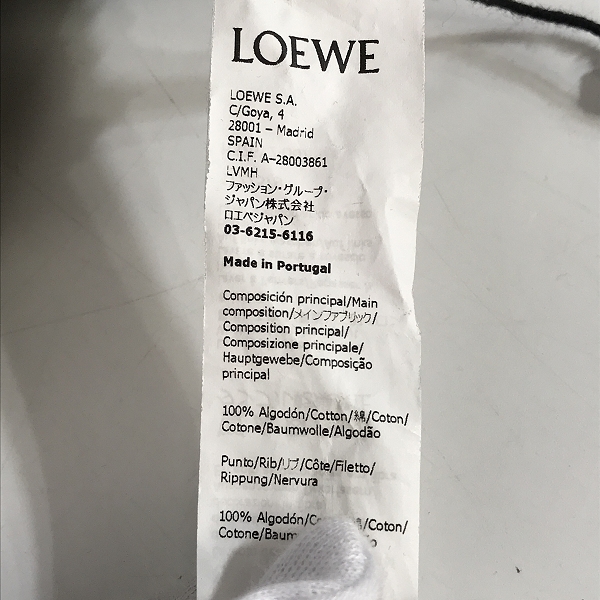 LOEWE
LOEWE S.A.
C/Goya, 4
28001 – Madrid
SPAIN
C.I.F. A-28003861
LVMH
ファッション・グループ・
ジャパン株式会社
ロエベジャパン
03-6215-6116
Made in Portugal
Composición principal/Main
composition/メインファブリック/
Composition principal/
Composizione principale/
Hauptgewebe/Composição
principal
100% Algodón/Cotton/綿/Coton/
Cotone/Baumwolle/Algodão
Punto/Rib/リブ/Côte/Filetto/
Rippung/Nervura
100% Algodón/ /Coton/
Cotone/